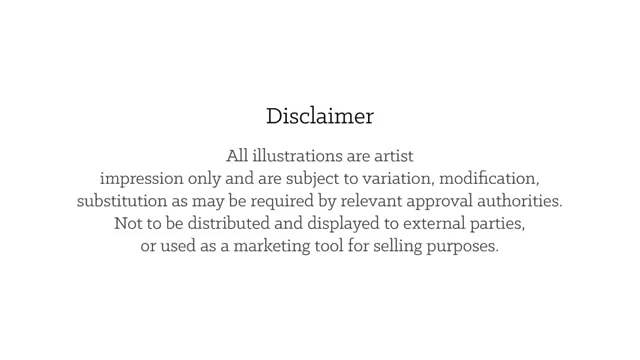 Disclaimer
All illustrations are artist
impression only and are subject to variation, modification,
substitution as may be required by relevant approval authorities.
Not to be distributed and displayed to external parties,
or used as a marketing tool for selling purposes.